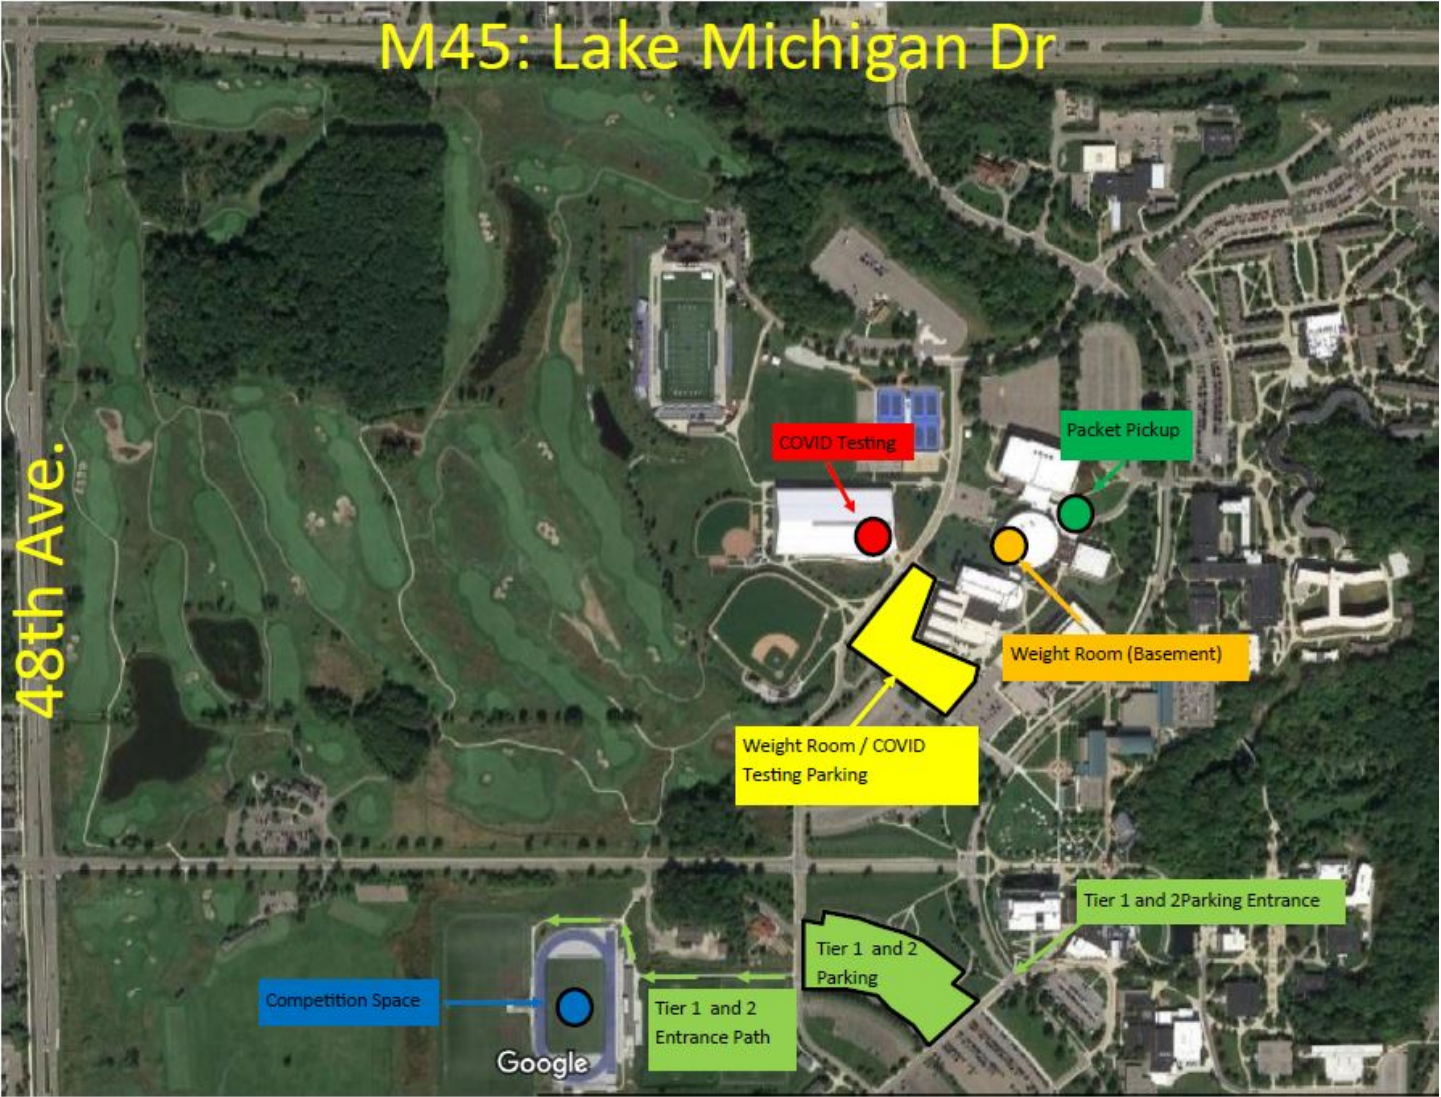 M45: Lake Michigan Dr
48th Ave.
COVID Testing
Packet Pickup
Weight Room (Basement)
Weight Room / COVID
Testing Parking
Tier 1 and 2Parking Entrance
Tier 1 and 2
Parking
Competition Space
Tier 1 and 2
Entrance Path
Google